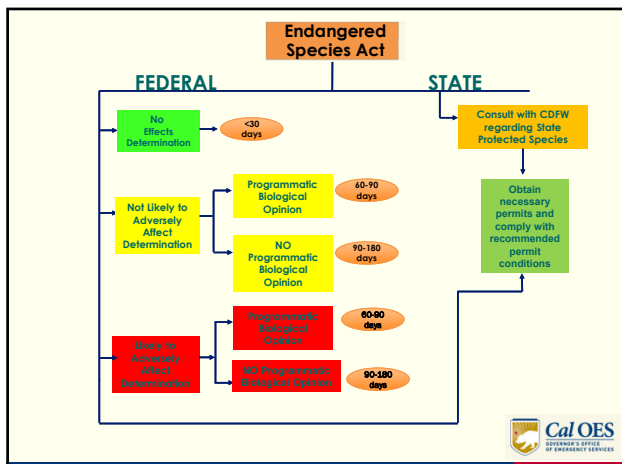 Endangered
Species Act
FEDERAL
STATE
No
Effects
Determination
<30
days
Consult with CDFW
regarding State
Protected Species
Not Likely to
Adversely
Affect
Determination
Programmatic
Biological
Opinion
60-90
days
NO
Programmatic
Biological
Opinion
90-180
days
Obtain
necessary
permits and
comply with
recommended
permit
conditions
Likely to
Adversely
Affect
Determination
Programmatic
Biological
Opinion
60-90
days
NO Programmatic
Biological Opinion
90-180
days
Cal OES
GOVERNOR'S OFFICE
OF EMERGENCY SERVICES